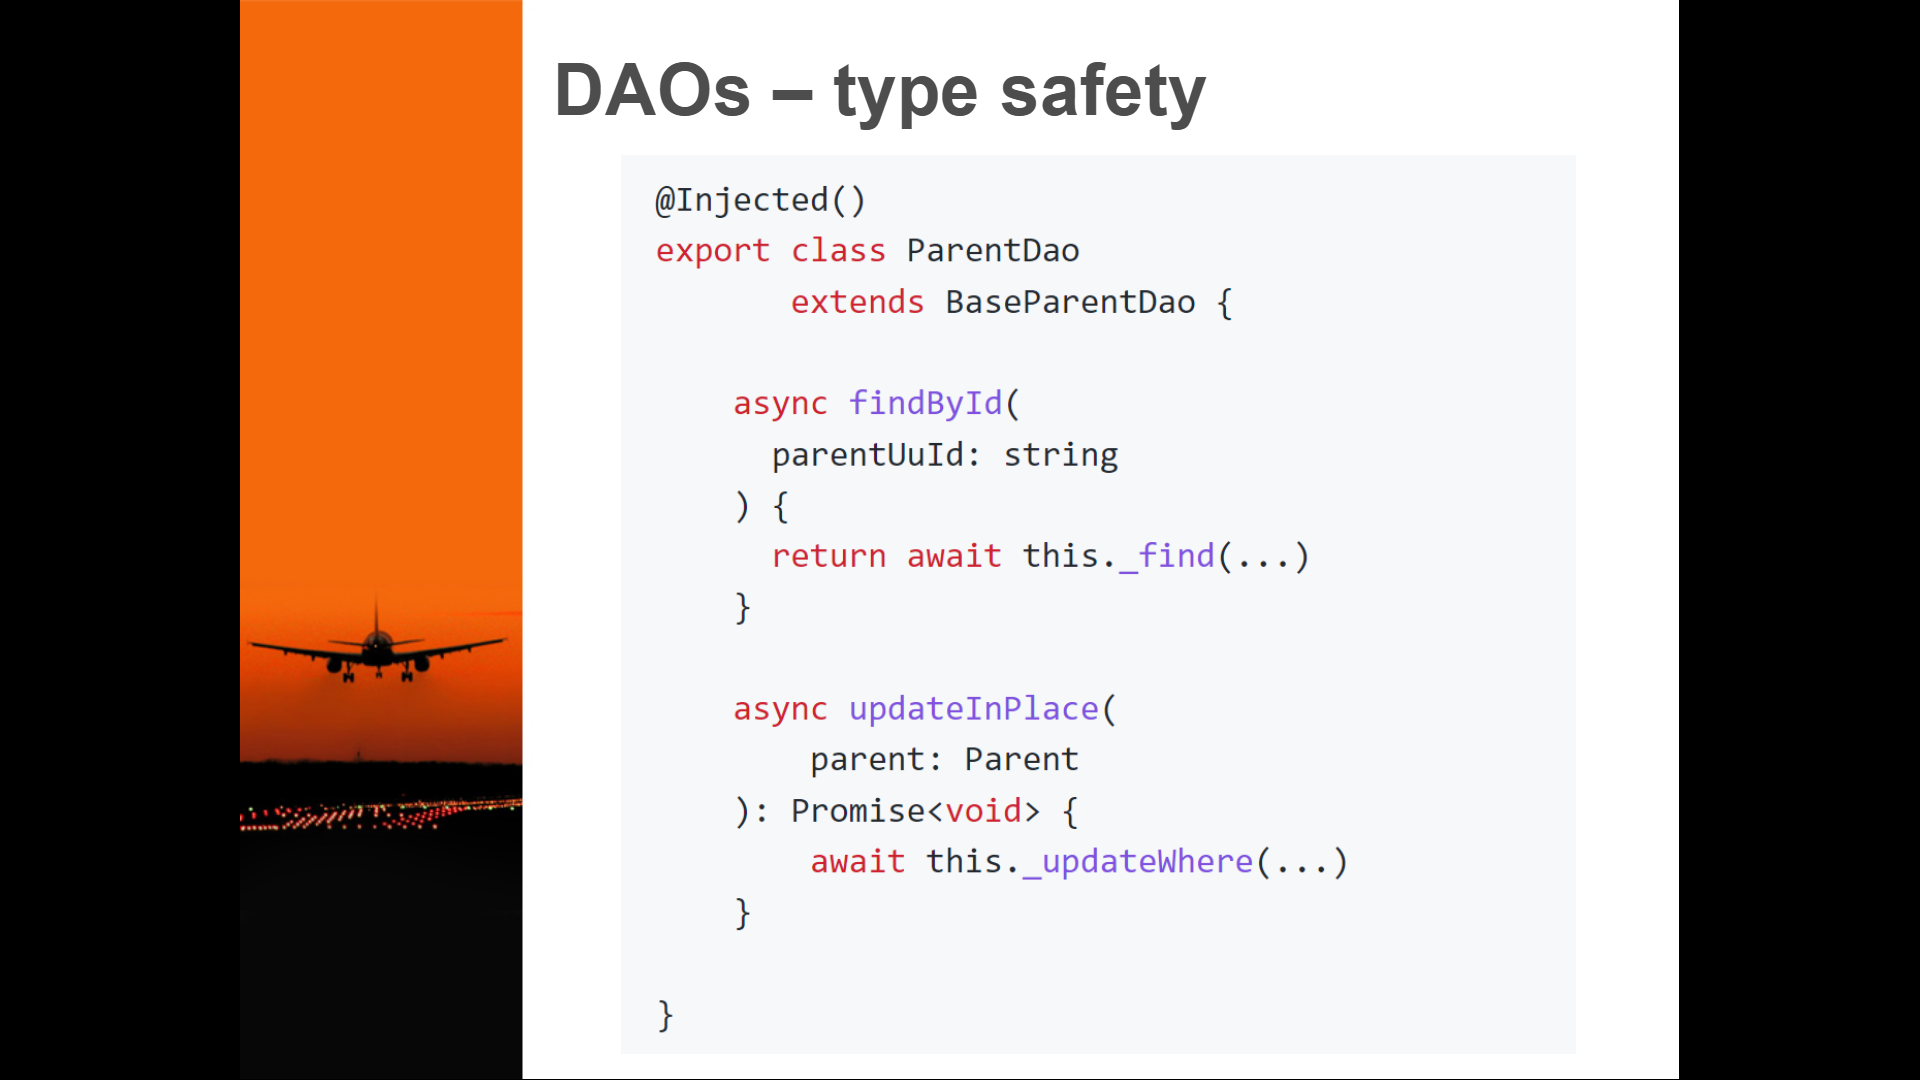 DAOs – type safety
@Injected()
export class ParentDao
extends BaseParentDao {
async findById(
parentUuId: string
) {
return await this._find(...)
}
async updateInPlace(
parent: Parent
): Promise<void> {
await this._updateWhere(...)
}
}